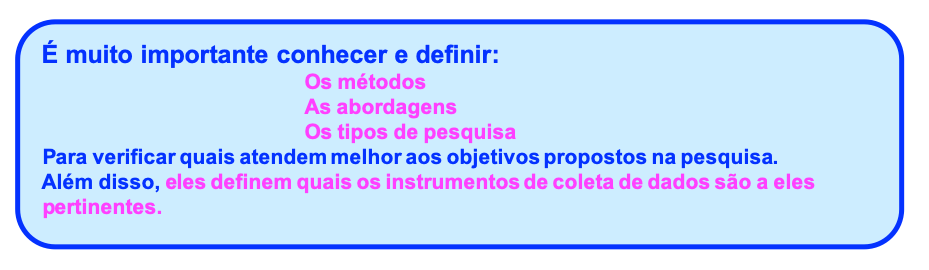 É muito importante conhecer e definir:
Os métodos
As abordagens
Os tipos de pesquisa
Para verificar quais atendem melhor aos objetivos propostos na pesquisa.
Além disso, eles definem quais os instrumentos de coleta de dados são a eles
pertinentes.